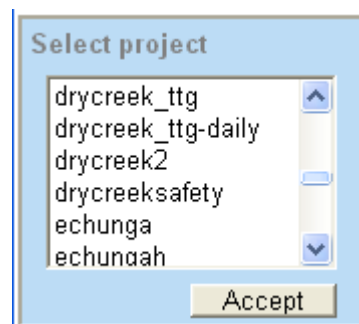 Select project
drycreek_ttg
drycreek_ttg-daily
drycreek2
drycreeksafety
echunga
echungah
Accept